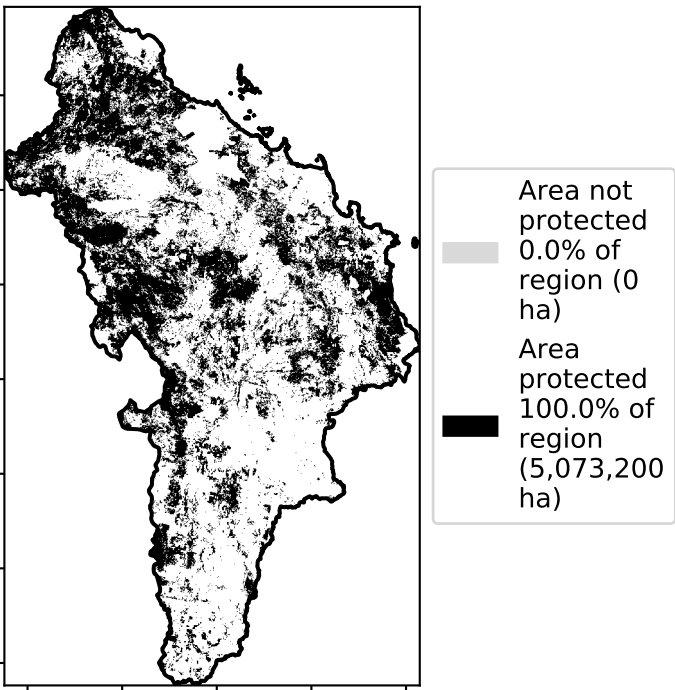 Area not
protected
0.0% of
region (0
ha)
Area
protected
100.0% of
region
(5,073,200
ha)